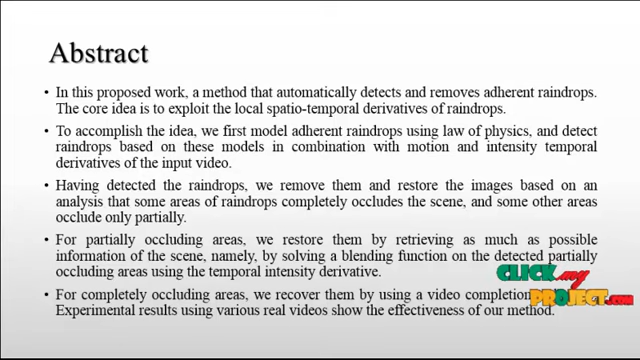 Abstract
• In this proposed work, a method that automatically detects and removes adherent raindrops.
The core idea is to exploit the local spatio-temporal derivatives of raindrops.
• To accomplish the idea, we first model adherent raindrops using law of physics, and detect
raindrops based on these models in combination with motion and intensity temporal
derivatives of the input video.
• Having detected the raindrops, we remove them and restore the images based on an
analysis that some areas of raindrops completely occludes the scene, and some other areas
occlude only partially.
• For partially occluding areas, we restore them by retrieving as much as possible
information of the scene, namely, by solving a blending function on the detected partially
occluding areas using the temporal intensity derivative.
• For completely occluding areas, we recover them by using a video completion
Experimental results using various real videos show the effectiveness of our method.
CLICK my
PROJECT.com